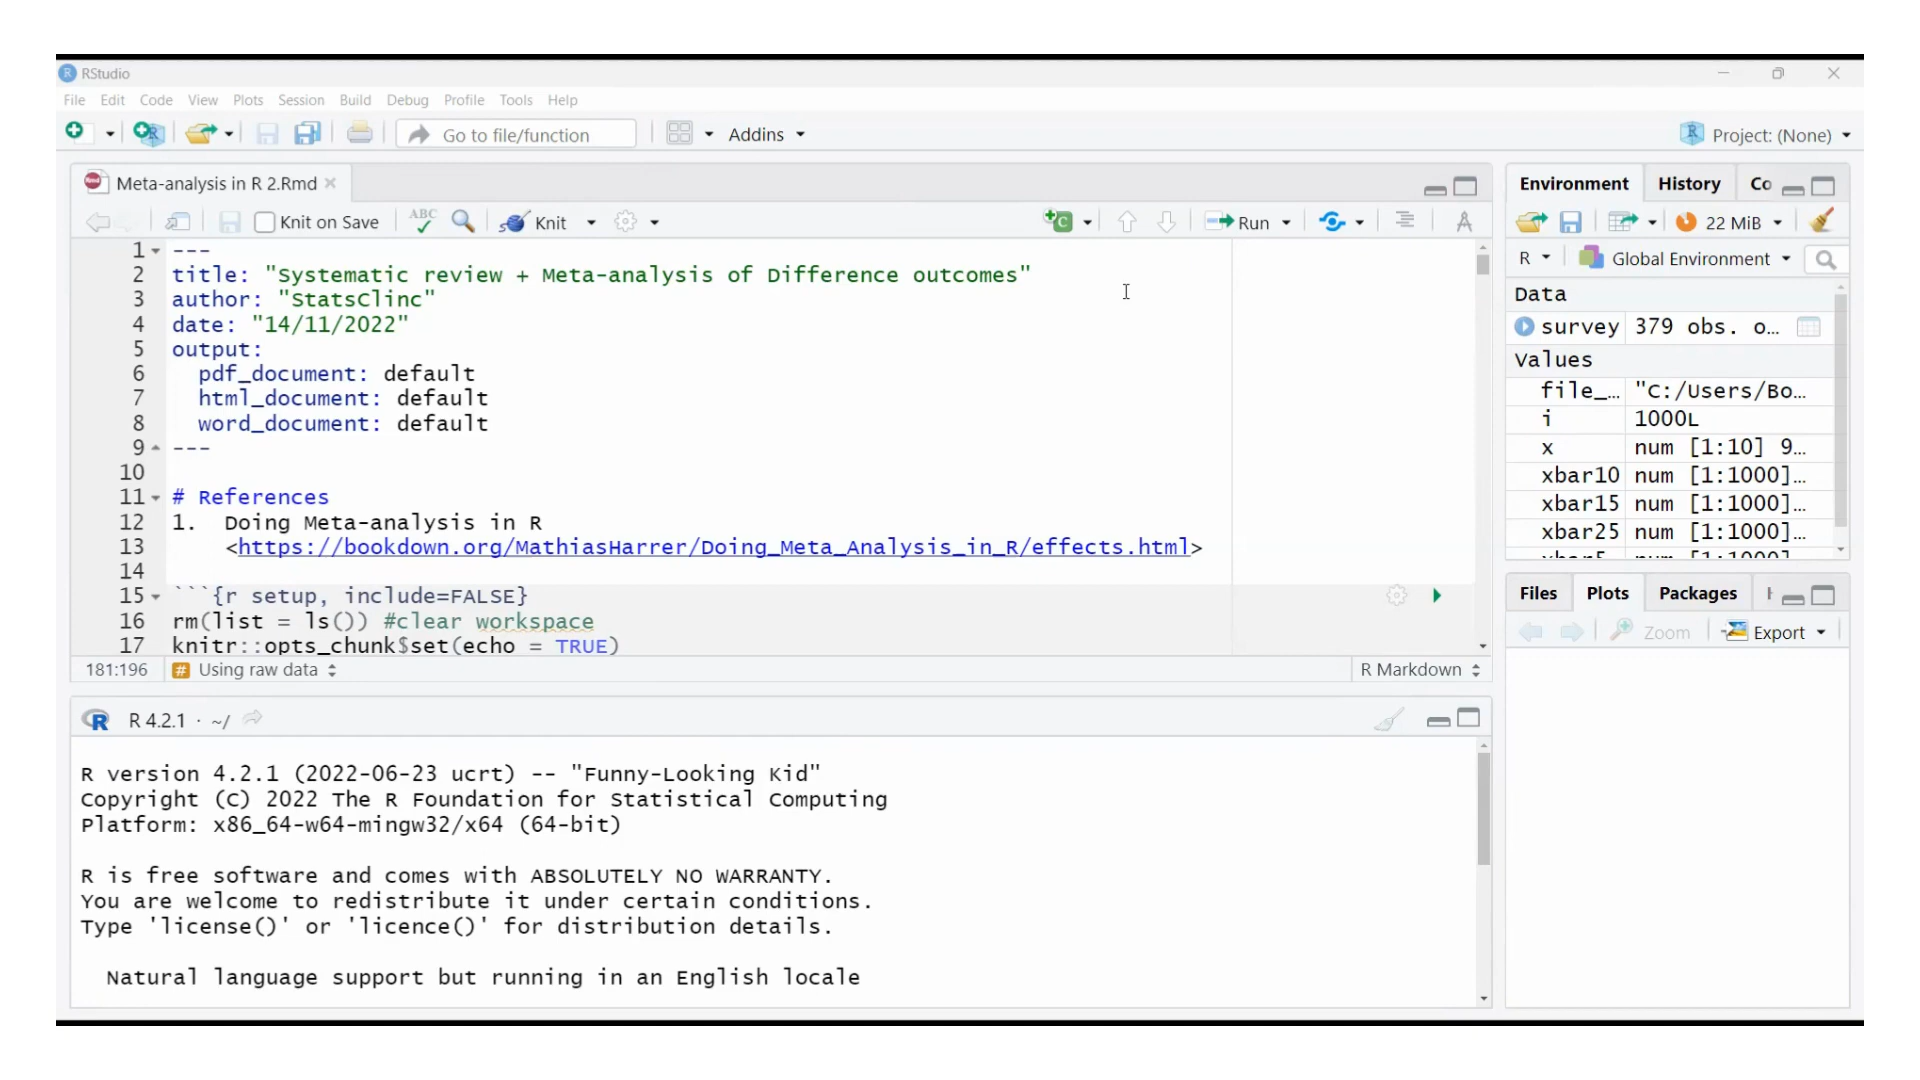 RStudio
File Edit Code View Plots Session Build Debug Profile Tools Help
Go to file/function Addins Project: (None)
Meta-analysis in R 2.Rmd
Knit on Save ABC Knit Run
1 ---
2 title: "Systematic review + Meta-analysis of Difference outcomes"
3 author: "StatsClinc"
4 date: "14/11/2022"
5 output:
6 pdf_document: default
7 html_document: default
8 word_document: default
9 ---
10
11 # References
12 1. Doing Meta-analysis in R
13 <https://bookdown.org/MathiasHarrer/Doing_Meta_Analysis_in_R/effects.html>
14
15 ```{r setup, include=FALSE}
16 rm(list = ls()) #clear workspace
17 knitr::opts_chunk$set(echo = TRUE)
181:196 # Using raw data R Markdown
R R 4.2.1 · ~/
R version 4.2.1 (2022-06-23 ucrt) -- "Funny-Looking Kid"
Copyright (C) 2022 The R Foundation for Statistical Computing
Platform: x86_64-w64-mingw32/x64 (64-bit)
R is free software and comes with ABSOLUTELY NO WARRANTY.
You are welcome to redistribute it under certain conditions.
Type 'license()' or 'licence()' for distribution details.
Natural language support but running in an English locale
Environment History Co
22 MiB
R Global Environment
Data
survey 379 obs. o...
Values
file_... "C:/Users/Bo...
i 1000L
x num [1:10] 9...
xbar10 num [1:1000]...
xbar15 num [1:1000]...
xbar25 num [1:1000]...
Files Plots Packages
Zoom Export